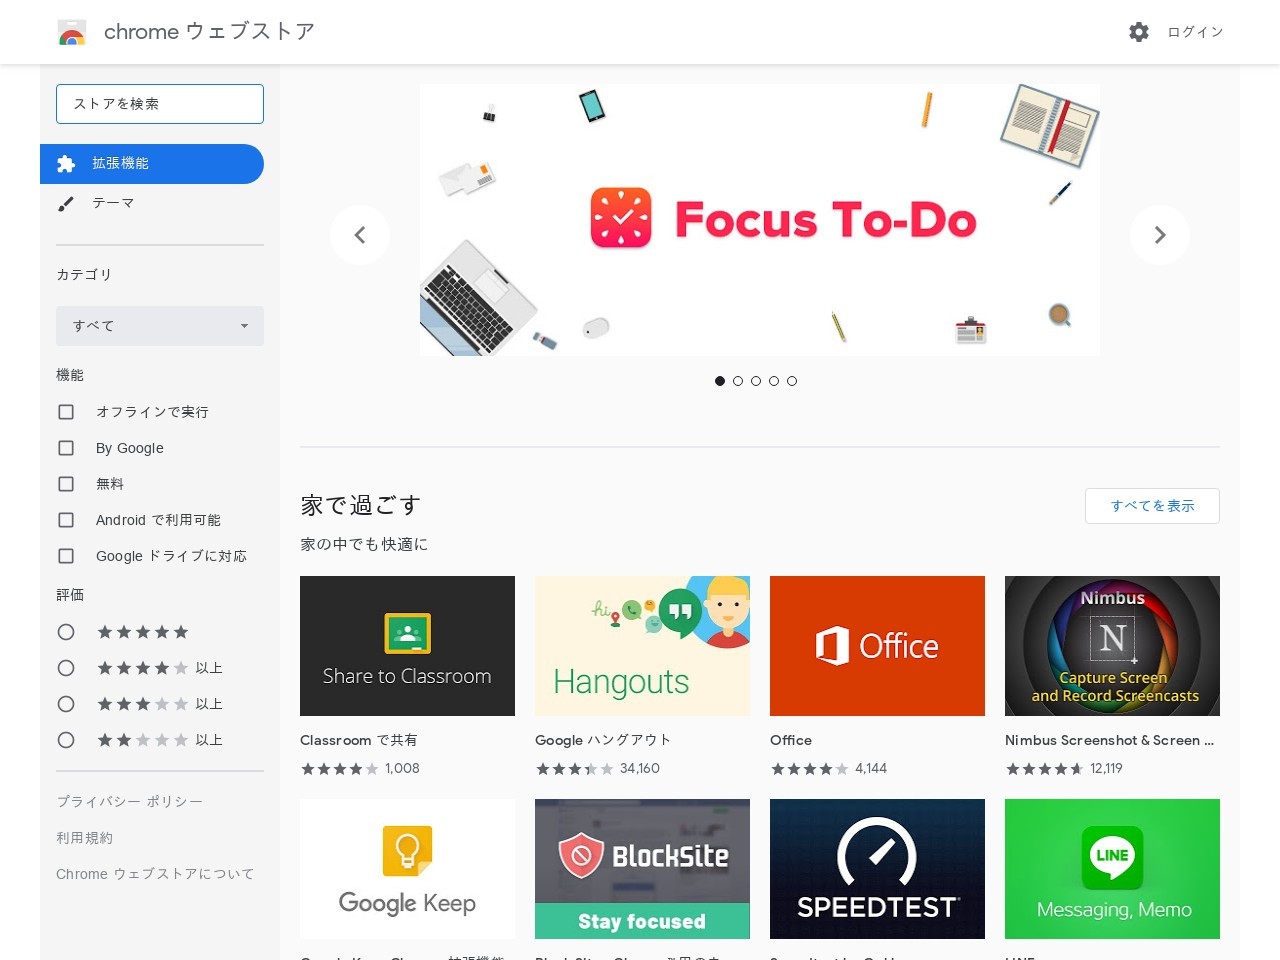 chrome ウェブストア
ログイン
ストアを検索
拡張機能
テーマ
カテゴリ
すべて
機能
オフラインで実行
By Google
無料
Android で利用可能
Google ドライブに対応
評価
以上
以上
以上
プライバシー ポリシー
利用規約
Chrome ウェブストアについて
Focus To-Do
家で過ごす
すべてを表示
家の中でも快適に
Share to Classroom
hi
Hangouts
Office
Nimbus
N
Capture Screen
and Record Screencasts
Classroom で共有
1,008
Google ハングアウト
34,160
Office
4,144
Nimbus Screenshot & Screen ...
12,119
Google Keep
BlockSite
Stay focused
SPEEDTEST
LINE
Messaging, Memo